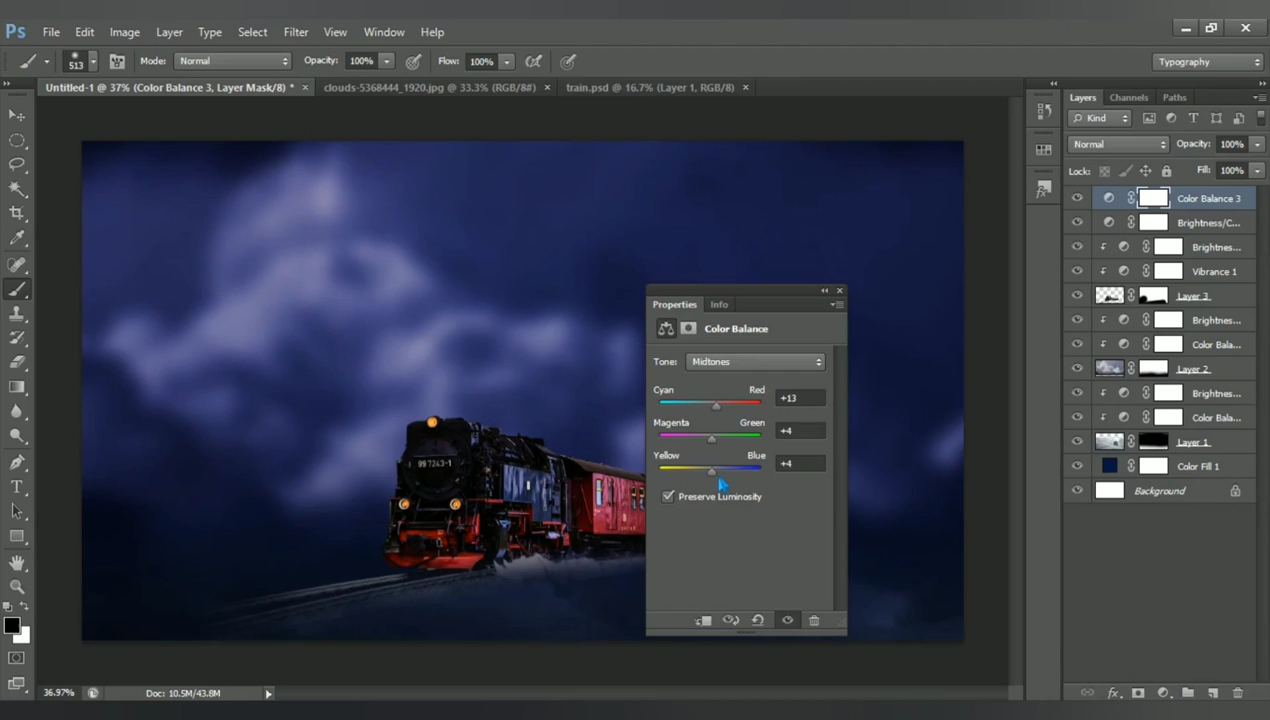 Ps File Edit Image Layer Type Select Filter View Window Help
513 Mode: Normal Opacity: 100% Flow: 100% Typography
Untitled-1 @ 37% (Color Balance 3, Layer Mask/8) * × clouds-5368444_1920.jpg @ 33.3% (RGB/8#) × train.psd @ 16.7% (Layer 1, RGB/8) ×
Layers Channels Paths
Kind
Normal Opacity: 100%
Lock: Fill: 100%
Color Balance 3
Brightness/C...
Brightnes...
Vibrance 1
Layer 3
Brightnes...
Color Bala...
Layer 2
Brightnes...
Color Bala...
Layer 1
Color Fill 1
Background
Properties Info
Color Balance
Tone: Midtones
Cyan Red +13
Magenta Green +4
Yellow Blue +4
Preserve Luminosity
99 7243-1
36.97% Doc: 10.5M/43.8M